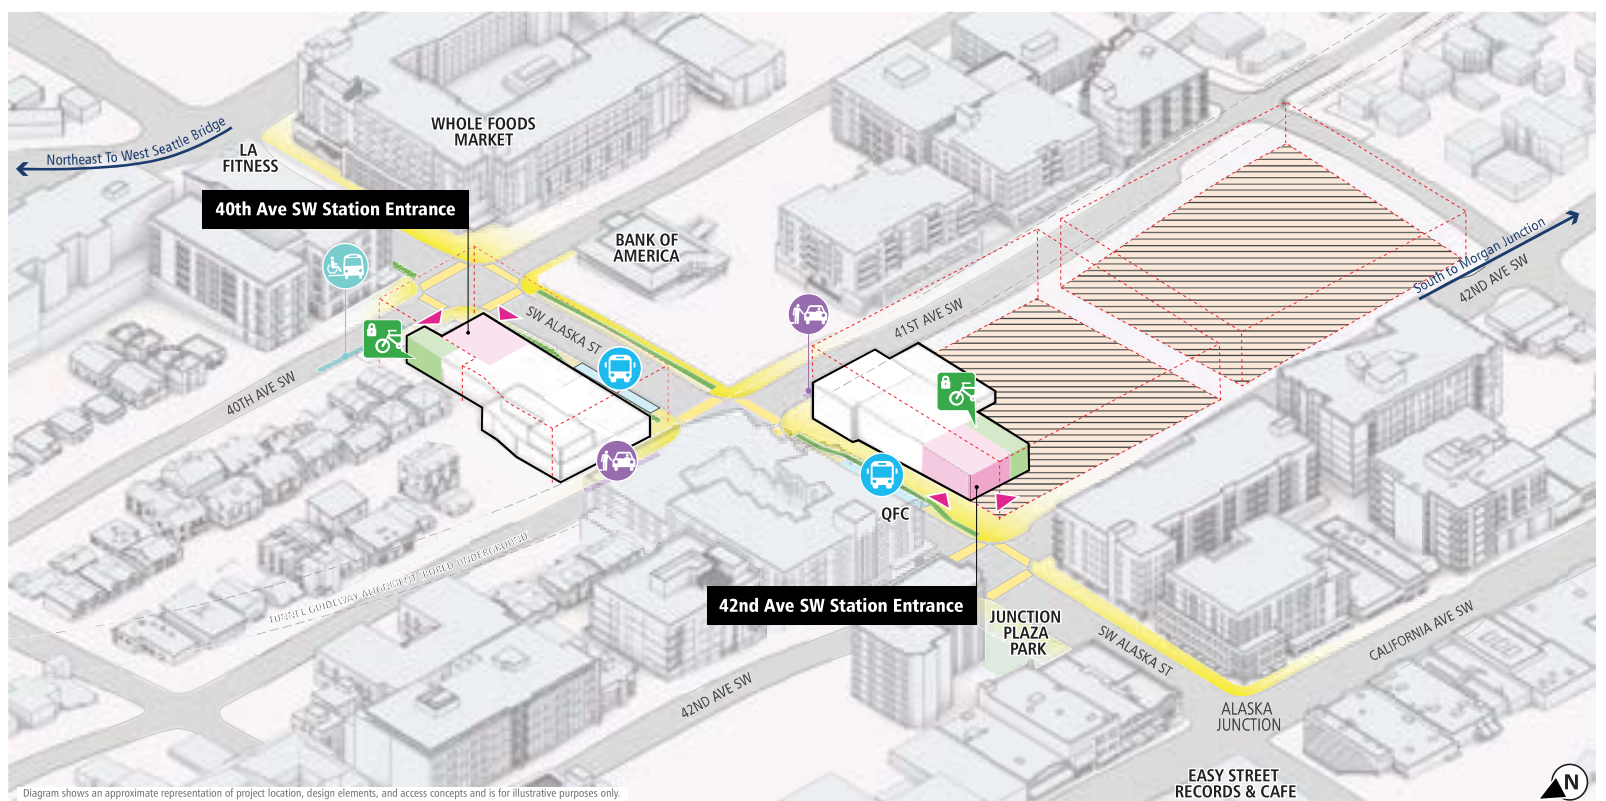 WHOLE FOODS
MARKET
Northeast To West Seattle Bridge
LA
FITNESS
40th Ave SW Station Entrance
BANK OF
AMERICA
South to Morgan Junction
42ND AVE SW
SW ALASKA ST
41ST AVE SW
40TH AVE SW
QFC
TUNNEL GUIDEWAY ALIGNMENT (BORED UNDERGROUND)
42nd Ave SW Station Entrance
JUNCTION
PLAZA
PARK
SW ALASKA ST
CALIFORNIA AVE SW
42ND AVE SW
ALASKA
JUNCTION
EASY STREET
RECORDS & CAFE
N
Diagram shows an approximate representation of project location, design elements, and access concepts and is for illustrative purposes only.